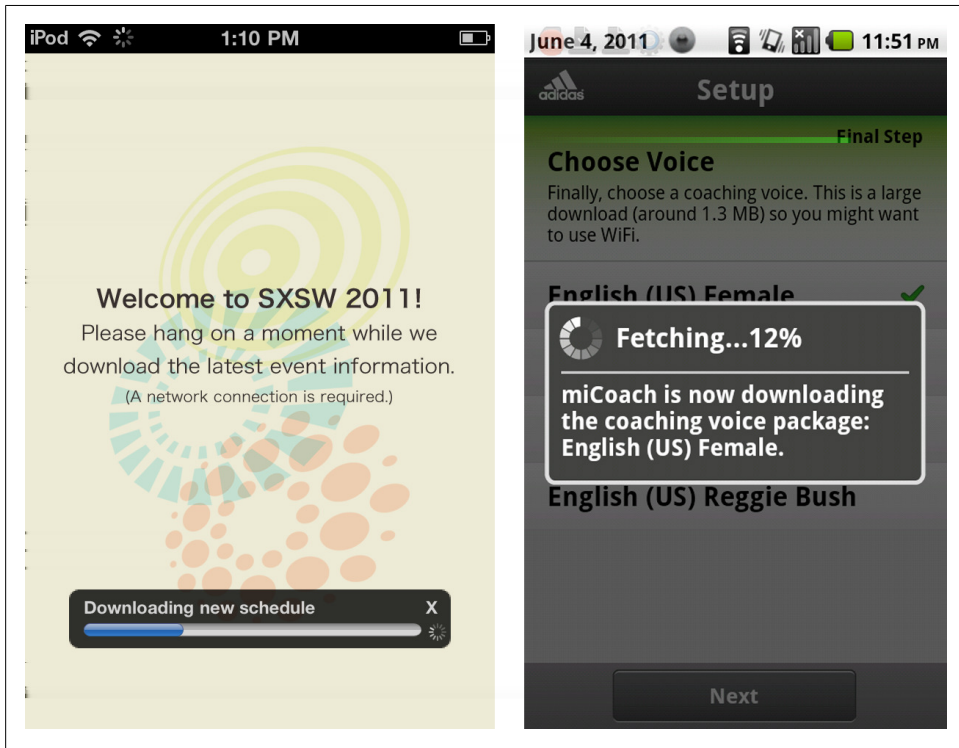 iPod 1:10 PM
Welcome to SXSW 2011!
Please hang on a moment while we
download the latest event information.
(A network connection is required.)
Downloading new schedule X
June 4, 2011 11:51 PM
adidas Setup
Final Step
Choose Voice
Finally, choose a coaching voice. This is a large
download (around 1.3 MB) so you might want
to use WiFi.
English (US) Female
Fetching...12%
miCoach is now downloading
the coaching voice package:
English (US) Female.
English (US) Reggie Bush
Next